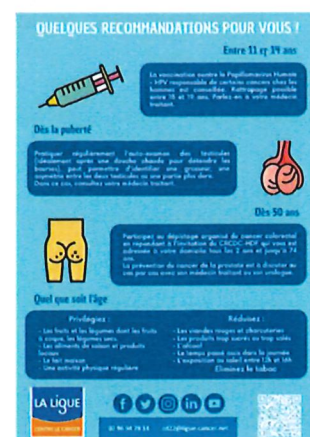 QUELQUES RECOMMANDATIONS POUR VOUS !
Entre 11 et 14 ans
La vaccination contre le Papillomavirus Humain
- HPV responsable de certains cancers chez les
hommes est conseillée. Rattrapage possible
entre 15 et 19 ans. Parlez-en à votre médecin
traitant.
Dès la puberté
Pratiquer régulièrement l'auto-examen des testicules
(idéalement après une douche chaude pour détendre les
bourses), peut permettre d'identifier une grosseur, une
asymétrie entre les deux testicules ou une partie plus dure.
Dans ce cas, consultez votre médecin traitant.
Dès 50 ans
Participez au dépistage organisé du cancer colorectal
en répondant à l'invitation du CRCDC-HDF qui vous est
adressée à votre domicile tous les 2 ans et jusqu'à 74
ans.
La prévention du cancer de la prostate est à discuter au
cas par cas avec son médecin traitant ou son urologue.
Quel que soit l'âge
Privilégiez :
- Les fruits et les légumes dont les fruits
à coque, les légumes secs.
- Les aliments de saison et produits
locaux
- Le fait maison
- Une activité physique régulière
Réduisez :
- Les viandes rouges et charcuteries
- Les produits trop sucrés ou trop salés
- L'alcool
- Le temps passé assis dans la journée
- L'exposition au soleil entre 12h et 16h
Eliminez le tabac
LA LIGUE
CONTRE LE CANCER